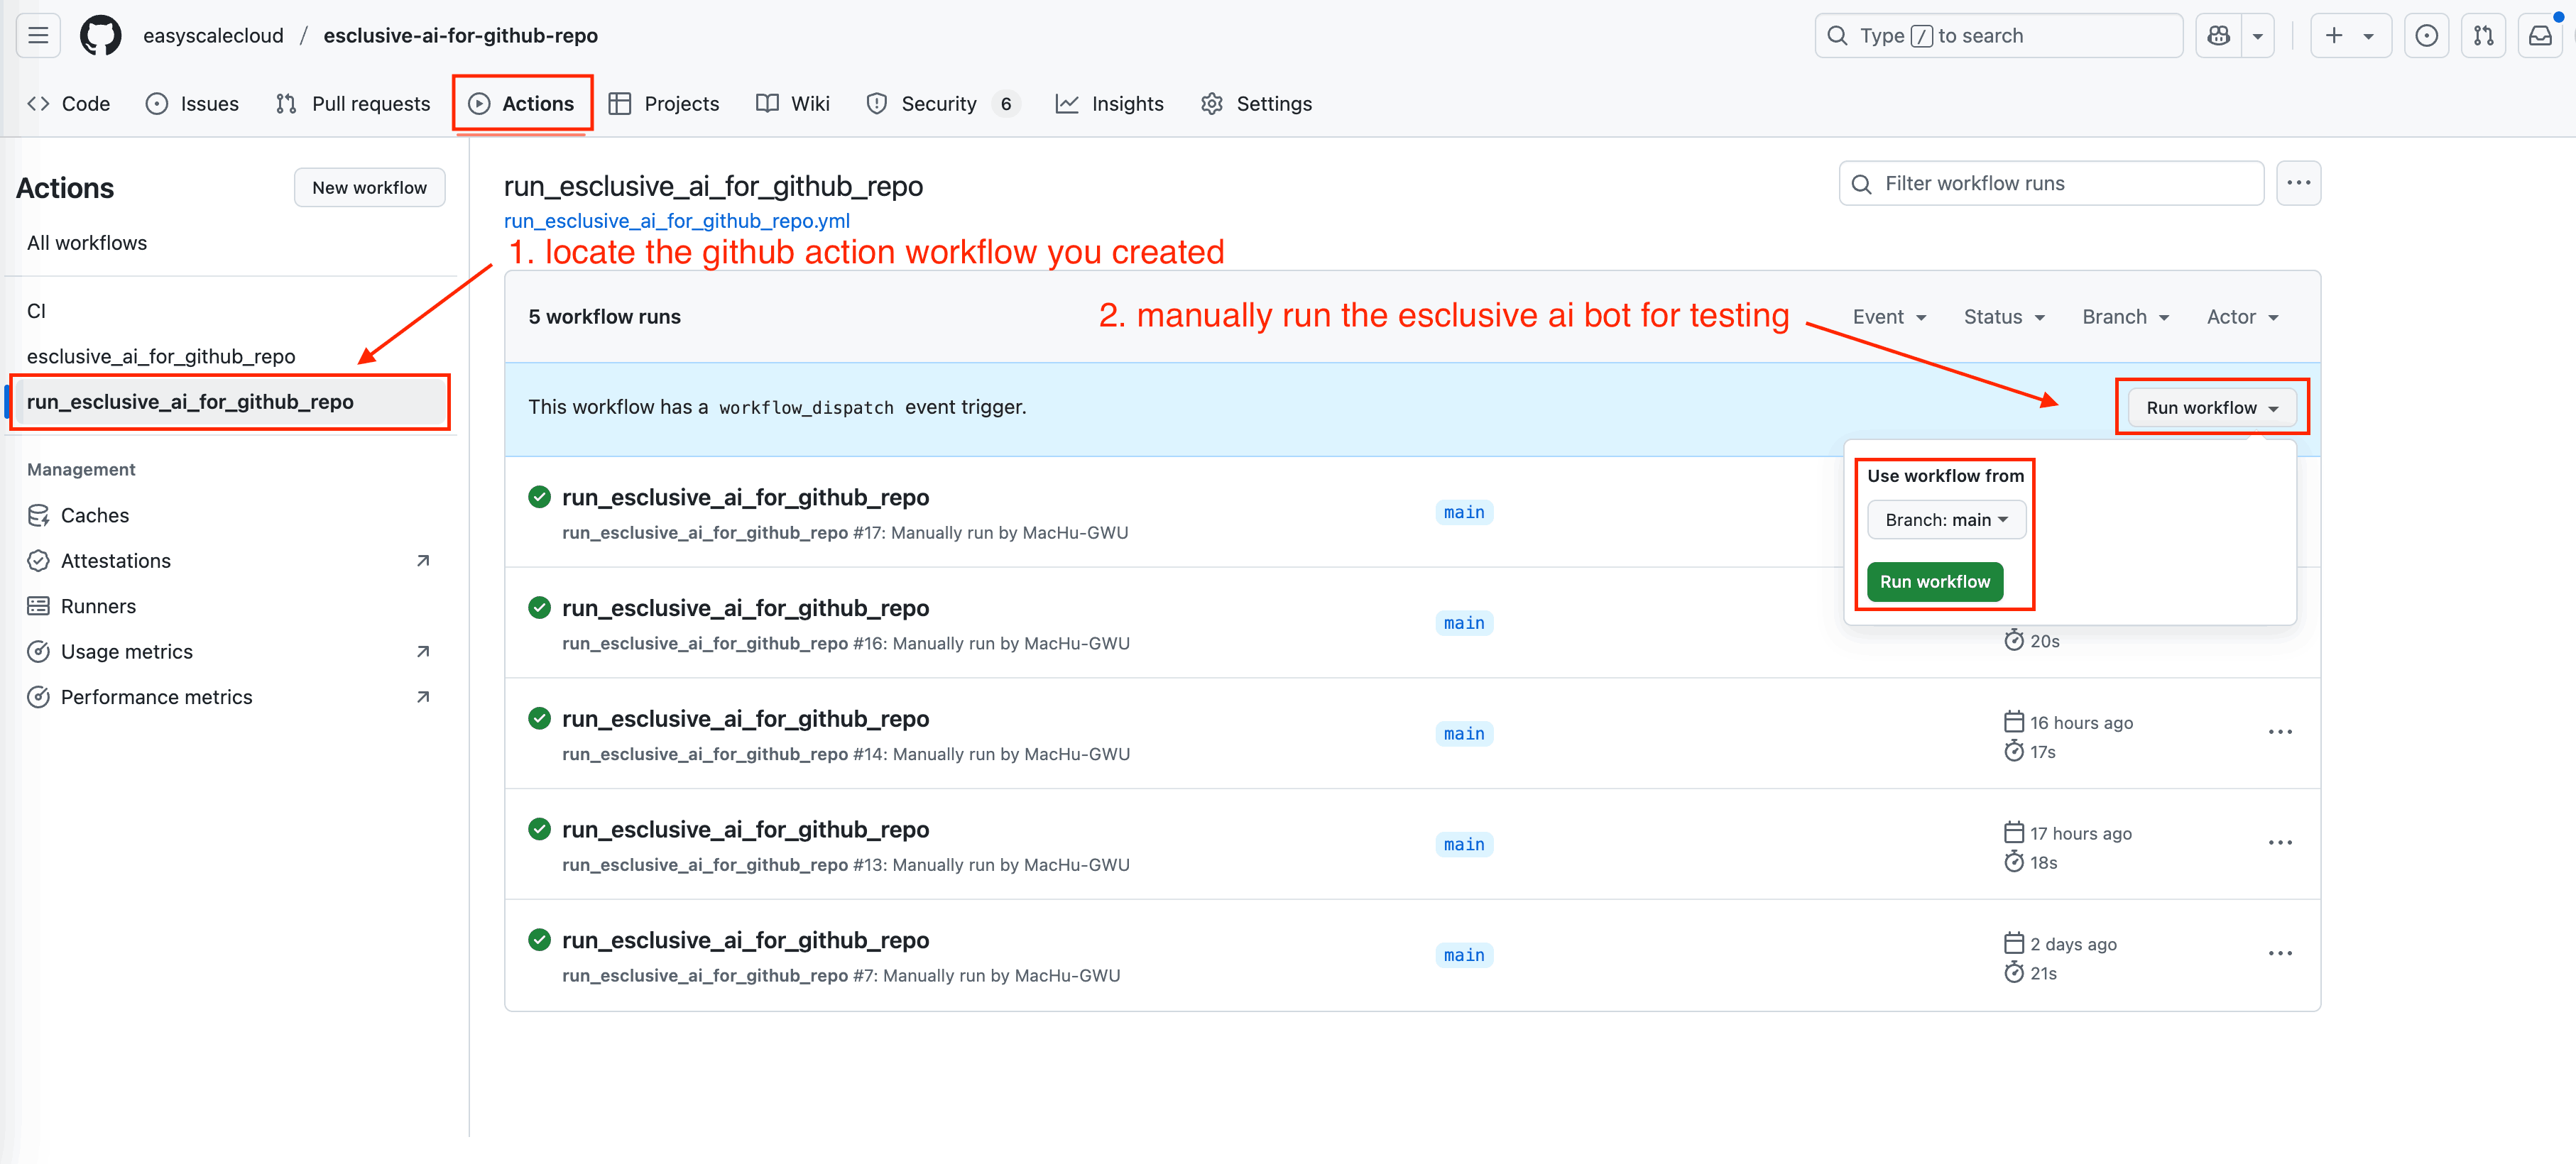 easyscalecloud / esclusive-ai-for-github-repo
Type / to search
Code
Issues
Pull requests
Actions
Projects
Wiki
Security 6
Insights
Settings
Actions
New workflow
All workflows
CI
esclusive_ai_for_github_repo
run_esclusive_ai_for_github_repo
Management
Caches
Attestations
Runners
Usage metrics
Performance metrics
run_esclusive_ai_for_github_repo
run_esclusive_ai_for_github_repo.yml
Filter workflow runs
1. locate the github action workflow you created
2. manually run the esclusive ai bot for testing
5 workflow runs
Event
Status
Branch
Actor
This workflow has a workflow_dispatch event trigger.
Run workflow
Use workflow from
Branch: main
Run workflow
run_esclusive_ai_for_github_repo
run_esclusive_ai_for_github_repo #17: Manually run by MacHu-GWU
main
run_esclusive_ai_for_github_repo
run_esclusive_ai_for_github_repo #16: Manually run by MacHu-GWU
main
20s
run_esclusive_ai_for_github_repo
run_esclusive_ai_for_github_repo #14: Manually run by MacHu-GWU
main
16 hours ago
17s
run_esclusive_ai_for_github_repo
run_esclusive_ai_for_github_repo #13: Manually run by MacHu-GWU
main
17 hours ago
18s
run_esclusive_ai_for_github_repo
run_esclusive_ai_for_github_repo #7: Manually run by MacHu-GWU
main
2 days ago
21s